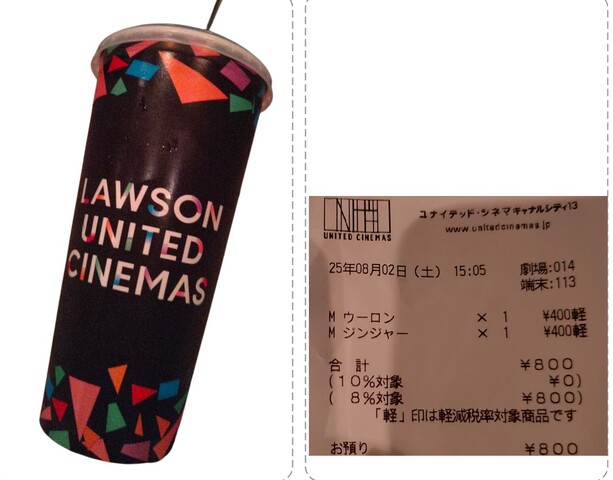 LAWSON
UNITED
CINEMAS
UNITED CINEMAS
ユナイテッド・シネマキャナルシティ13
www.unitedcinemas.jp
25年08月02日(土) 15:05 劇場:014
端末:113
M ウーロン × 1 ¥400軽
M ジンジャー × 1 ¥400軽
合 計 ¥800
(10%対象 ¥0)
( 8%対象 ¥800)
「軽」印は軽減税率対象商品です
お預り ¥800